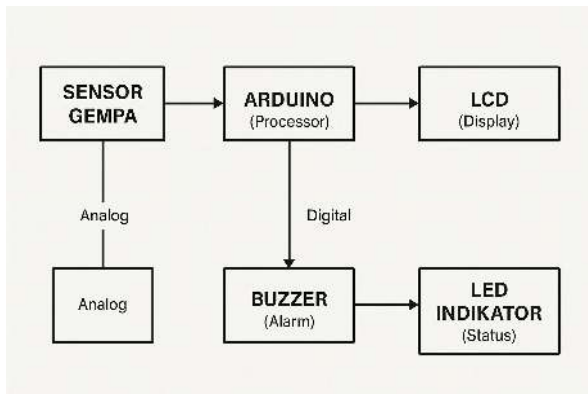 SENSOR
GEMPA
ARDUINO
(Processor)
LCD
(Display)
Analog
Digital
Analog
BUZZER
(Alarm)
LED
INDIKATOR
(Status)